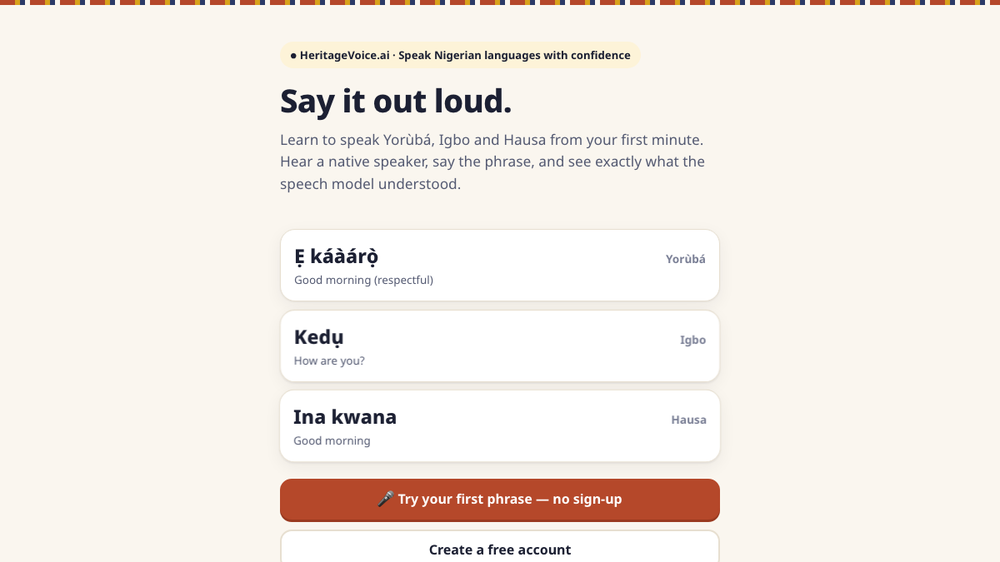 • HeritageVoice.ai · Speak Nigerian languages with confidence
Say it out loud.
Learn to speak Yorùbá, Igbo and Hausa from your first minute.
Hear a native speaker, say the phrase, and see exactly what the
speech model understood.
Ẹ káàárọ̀
Yorùbá
Good morning (respectful)
Kedụ
Igbo
How are you?
Ina kwana
Hausa
Good morning
🎤 Try your first phrase — no sign-up
Create a free account